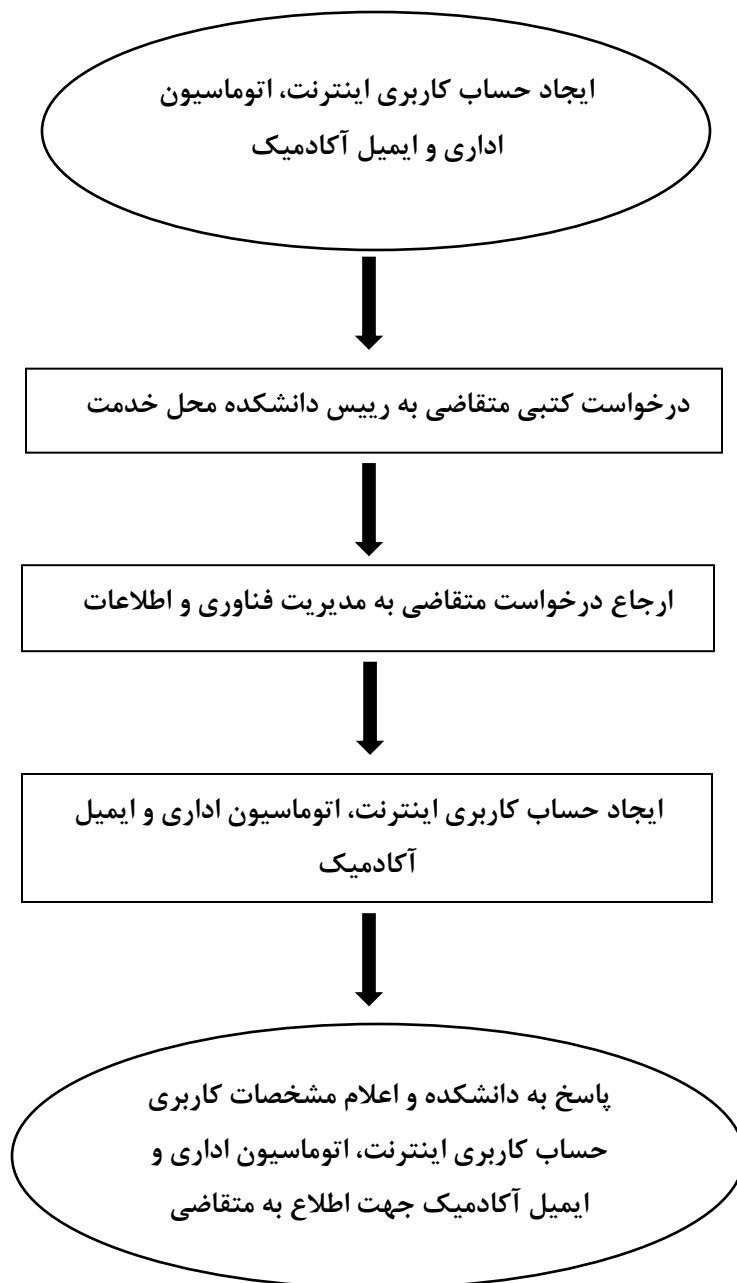 ایجاد حساب کاربری اینترنت، اتوماسیون
اداری و ایمیل آکادمیک
درخواست کتبی متقاضی به رییس دانشکده محل خدمت
ارجاع درخواست متقاضی به مدیریت فناوری و اطلاعات
ایجاد حساب کاربری اینترنت، اتوماسیون اداری و ایمیل
آکادمیک
پاسخ به دانشکده و اعلام مشخصات کاربری
حساب کاربری اینترنت، اتوماسیون اداری و
ایمیل آکادمیک جهت اطلاع به متقاضی